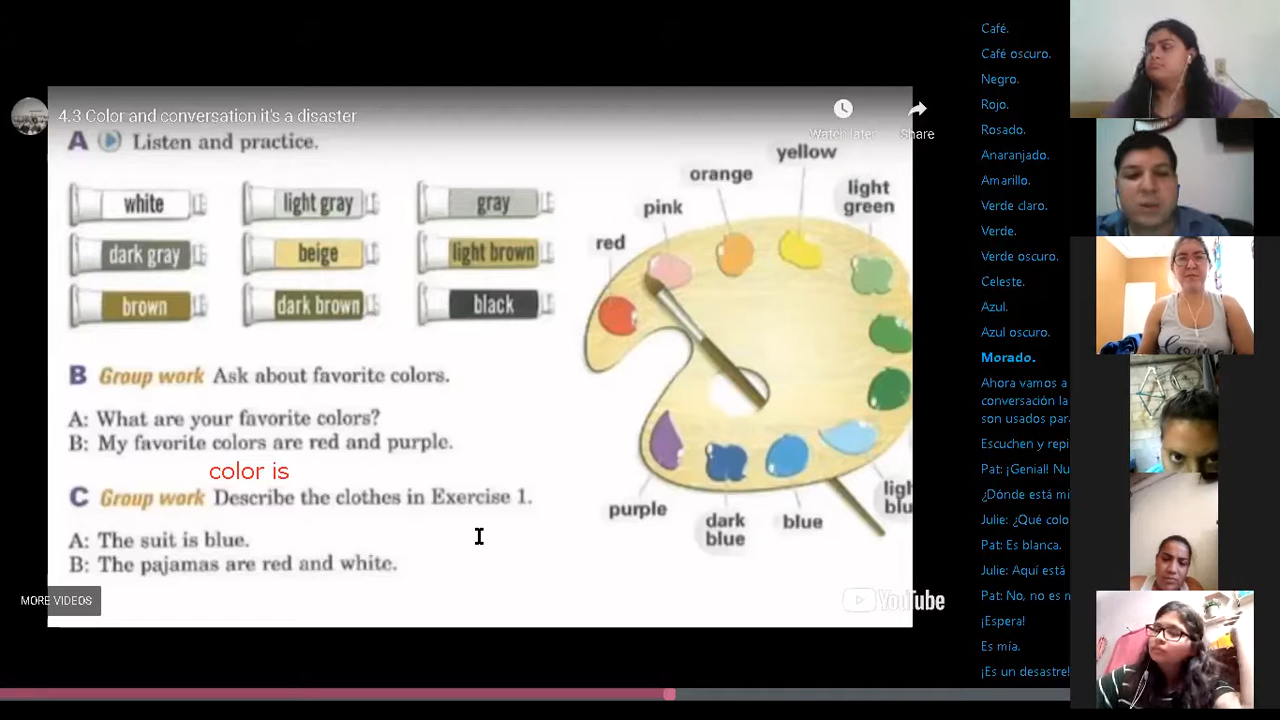 4.3 Color and conversation it's a disaster
Watch later
Share
A Listen and practice.
white
light gray
gray
dark gray
beige
light brown
brown
dark brown
black
red
pink
orange
yellow
light
green
purple
dark
blue
blue
B Group work Ask about favorite colors.
A: What are your favorite colors?
B: My favorite colors are red and purple.
color is
C Group work Describe the clothes in Exercise 1.
A: The suit is blue.
B: The pajamas are red and white.
MORE VIDEOS
YouTube
Café.
Café oscuro.
Negro.
Rojo.
Rosado.
Anaranjado.
Amarillo.
Verde claro.
Verde.
Verde oscuro.
Celeste.
Azul.
Azul oscuro.
Morado.
Ahora vamos a
conversación la
son usados par
Escuchen y repi
Pat: ¡Genial! Nu
¿Dónde está mi
Julie: ¿Qué colo
Pat: Es blanca.
Julie: Aquí está
Pat: No, no es
¡Espera!
Es mía.
¡Es un desastre!